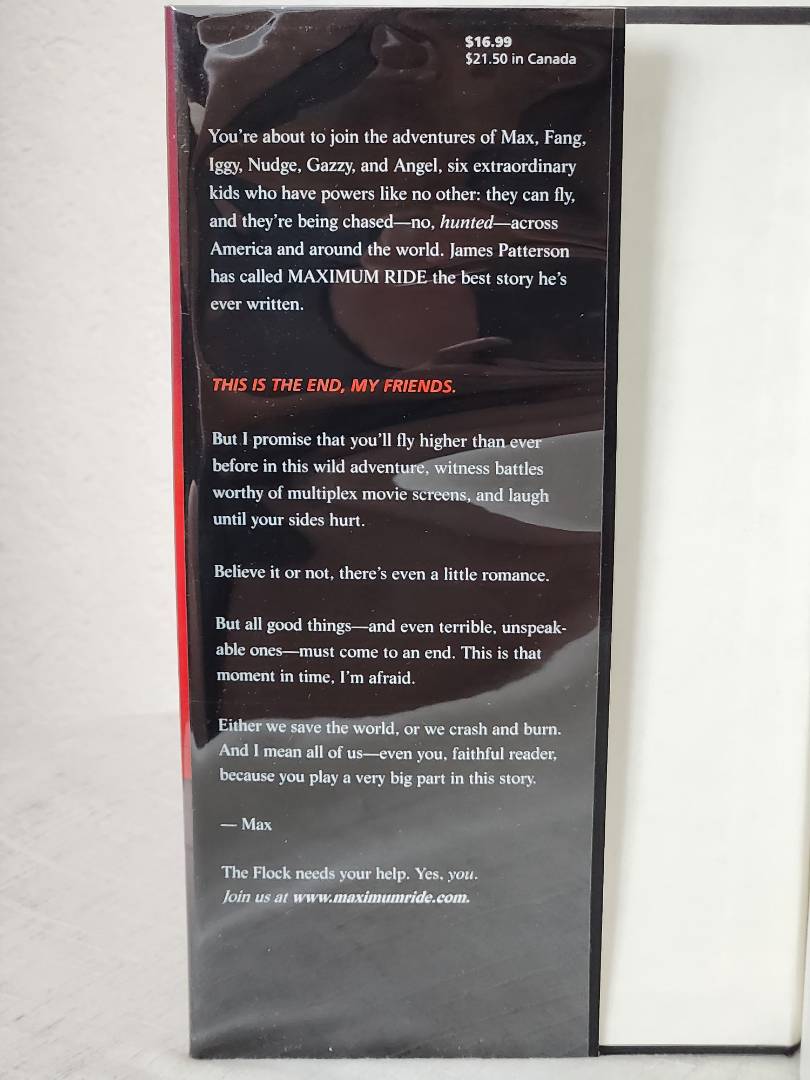 $16.99
$21.50 in Canada
You're about to join the adventures of Max, Fang,
Iggy, Nudge, Gazzy, and Angel, six extraordinary
kids who have powers like no other: they can fly,
and they're being chased—no, hunted—across
America and around the world. James Patterson
has called MAXIMUM RIDE the best story he's
ever written.
THIS IS THE END, MY FRIENDS.
But I promise that you'll fly higher than ever
before in this wild adventure, witness battles
worthy of multiplex movie screens, and laugh
until your sides hurt.
Believe it or not, there's even a little romance.
But all good things—and even terrible, unspeak-
able ones—must come to an end. This is that
moment in time, I'm afraid.
Either we save the world, or we crash and burn.
And I mean all of us—even you, faithful reader,
because you play a very big part in this story.
— Max
The Flock needs your help. Yes, you.
Join us at www.maximumride.com.